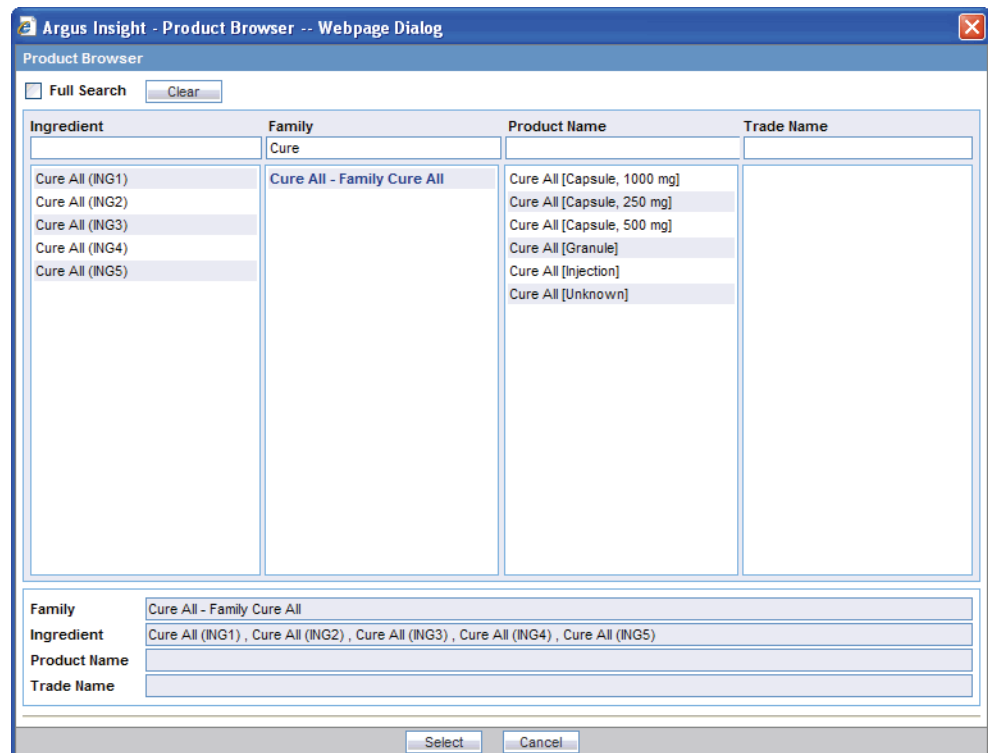 Argus Insight - Product Browser -- Webpage Dialog
Product Browser
Full Search Clear
Ingredient Family Product Name Trade Name
Cure
Cure All (ING1) Cure All - Family Cure All Cure All [Capsule, 1000 mg]
Cure All (ING2) Cure All [Capsule, 250 mg]
Cure All (ING3) Cure All [Capsule, 500 mg]
Cure All (ING4) Cure All [Granule]
Cure All (ING5) Cure All [Injection]
Cure All [Unknown]
Family Cure All - Family Cure All
Ingredient Cure All (ING1) , Cure All (ING2) , Cure All (ING3) , Cure All (ING4) , Cure All (ING5)
Product Name
Trade Name
Select Cancel